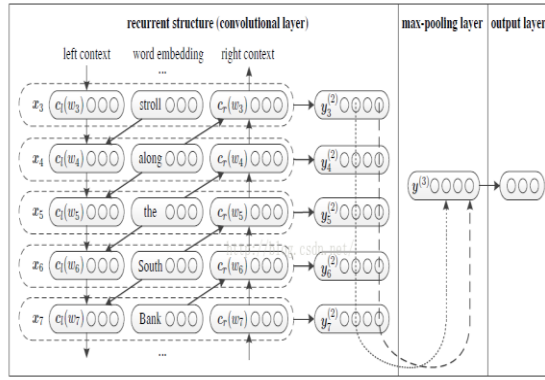 recurrent structure (convolutional layer) max-pooling layer output layer
left context word embedding right context
...
x₃ cₗ(w₃) stroll cᵣ(w₃) y₃⁽²⁾
x₄ cₗ(w₄) along cᵣ(w₄) y₄⁽²⁾
y⁽³⁾
x₅ cₗ(w₅) the cᵣ(w₅) y₅⁽²⁾
x₆ cₗ(w₆) South cᵣ(w₆) y₆⁽²⁾
x₇ cₗ(w₇) Bank cᵣ(w₇) y₇⁽²⁾
...